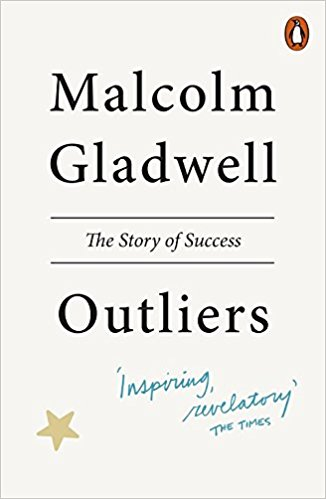 Malcolm
Gladwell
The Story of Success
Outliers
'Inspiring,
revelatory'
THE TIMES